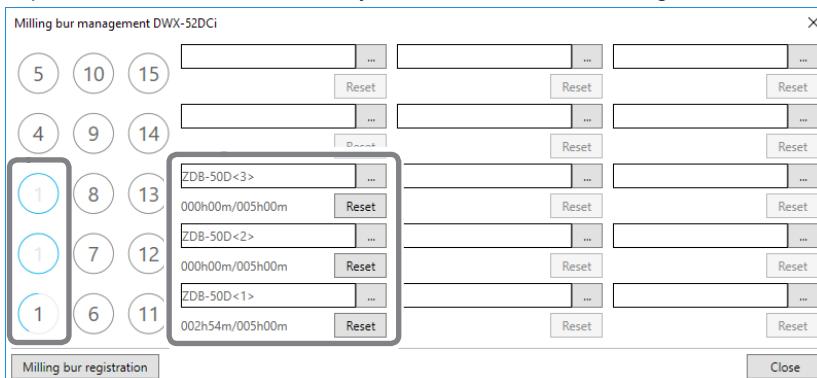 Milling bur management DWX-52DCi
5 10 15 ... ... ...
Reset Reset Reset
4 9 14 ... ... ...
Reset Reset
1 8 13 ZDB-50D<3> ... ... ...
000h00m/005h00m Reset Reset Reset
1 7 12 ZDB-50D<2> ... ... ...
000h00m/005h00m Reset Reset Reset
1 6 11 ZDB-50D<1> ... ... ...
002h54m/005h00m Reset Reset Reset
Milling bur registration Close